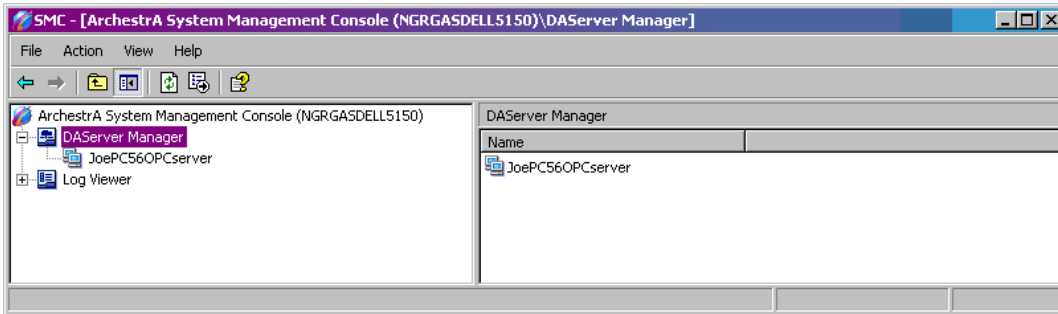 SMC - [ArchestrA System Management Console (NGRGASDELL5150)\DAServer Manager]
File Action View Help
ArchestrA System Management Console (NGRGASDELL5150)
DAServer Manager
JoePC56OPCserver
Log Viewer
DAServer Manager
Name
JoePC56OPCserver